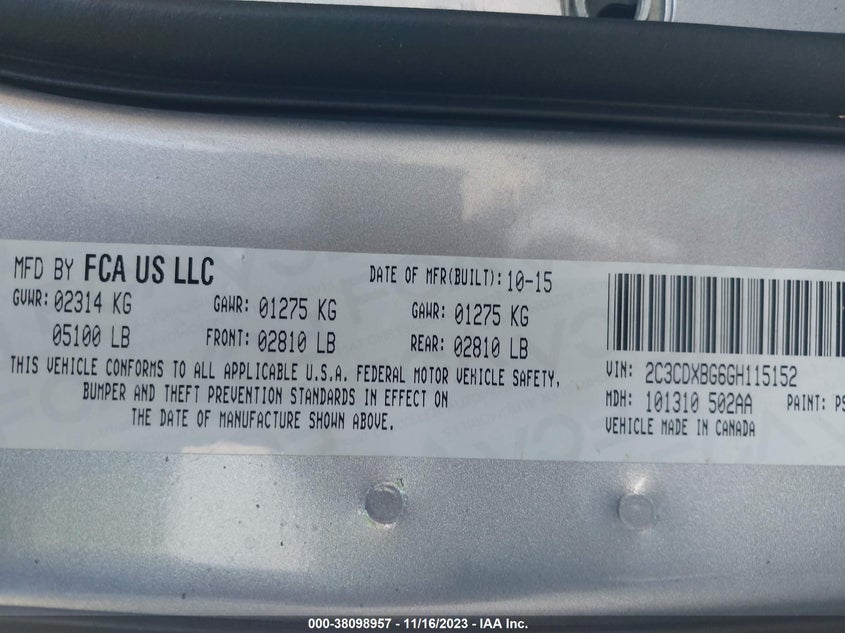 MFD BY FCA US LLC DATE OF MFR(BUILT): 10-15
GVWR: 02314 KG GAWR: 01275 KG GAWR: 01275 KG
05100 LB FRONT: 02810 LB REAR: 02810 LB
THIS VEHICLE CONFORMS TO ALL APPLICABLE U.S.A. FEDERAL MOTOR VEHICLE SAFETY,
BUMPER AND THEFT PREVENTION STANDARDS IN EFFECT ON
THE DATE OF MANUFACTURE SHOWN ABOVE.
VIN: 2C3CDXBG6GH115152
MDH: 101310 502AA PAINT: PS
VEHICLE MADE IN CANADA
000-38098957 - 11/16/2023 - IAA Inc.